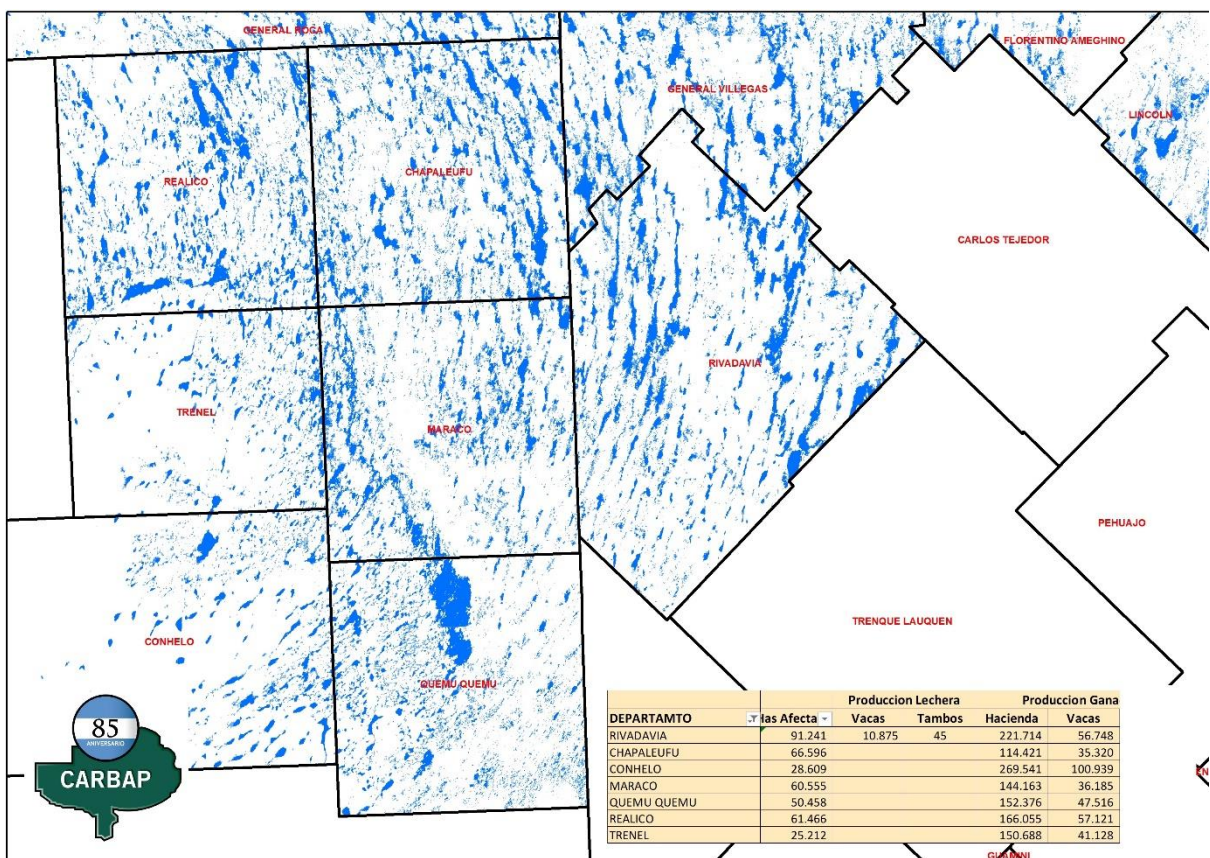 GENERAL ROCA
FLORENTINO AMEGHINO
GENERAL VILLEGAS
LINCOLN
REALICO
CHAPALEUFU
CARLOS TEJEDOR
RIVADAVIA
TRENEL
MARACO
PEHUAJO
TRENQUE LAUQUEN
CONHELO
QUEMU QUEMU
85
ANIVERSARIO
CARBAP
Produccion Lechera Produccion Gana
DEPARTAMTO Has Afecta Vacas Tambos Hacienda Vacas
RIVADAVIA 91.241 10.875 45 221.714 56.748
CHAPALEUFU 66.596 114.421 35.320
CONHELO 28.609 269.541 100.939
MARACO 60.555 144.163 36.185
QUEMU QUEMU 50.458 152.376 47.516
REALICO 61.466 166.055 57.121
TRENEL 25.212 150.688 41.128
GUAMINI